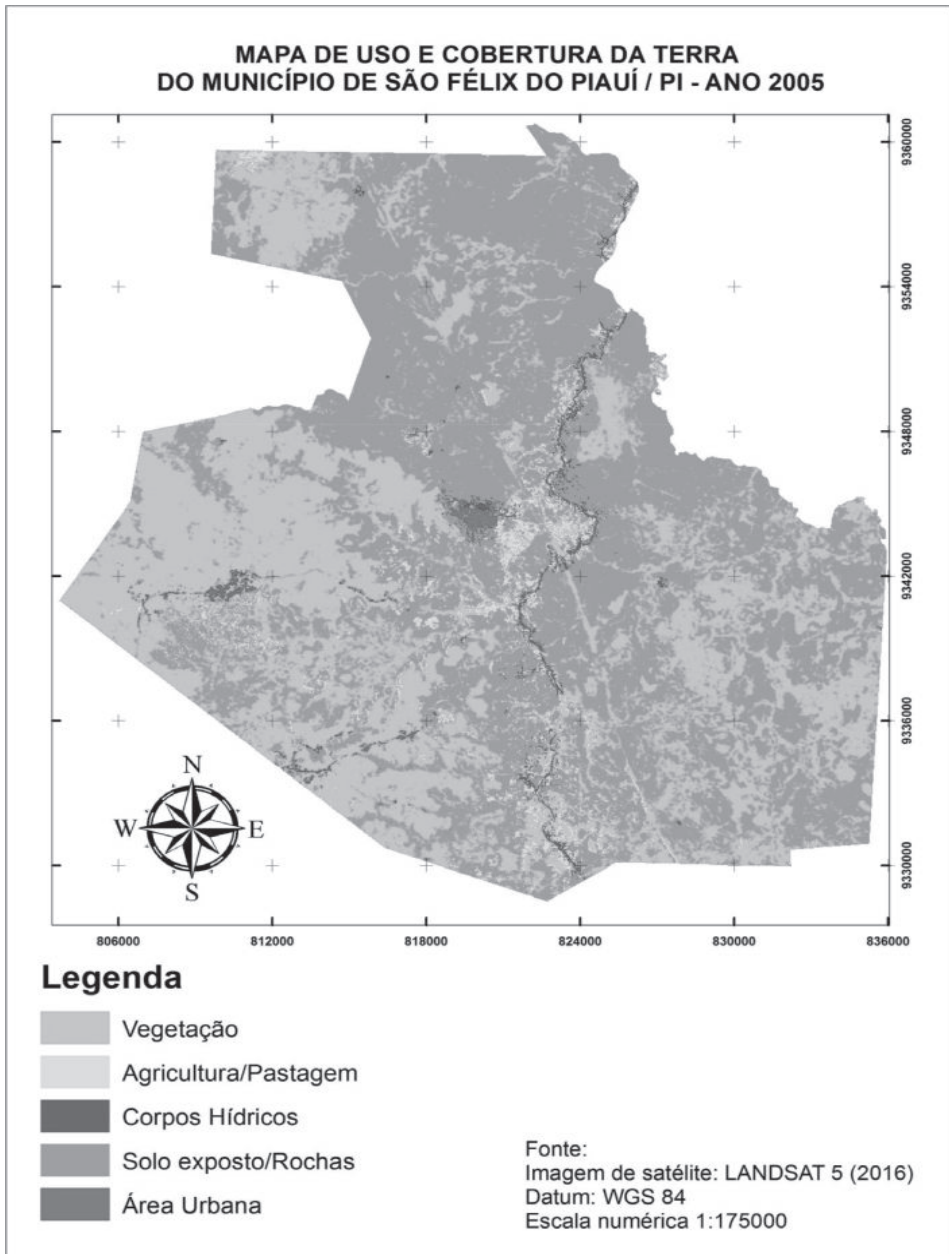 MAPA DE USO E COBERTURA DA TERRA
DO MUNICÍPIO DE SÃO FÉLIX DO PIAUÍ / PI - ANO 2005
9360000
9354000
9348000
9342000
9336000
9330000
N
W
E
S
806000 812000 818000 824000 830000 836000
Legenda
Vegetação
Agricultura/Pastagem
Corpos Hídricos
Solo exposto/Rochas
Área Urbana
Fonte:
Imagem de satélite: LANDSAT 5 (2016)
Datum: WGS 84
Escala numérica 1:175000